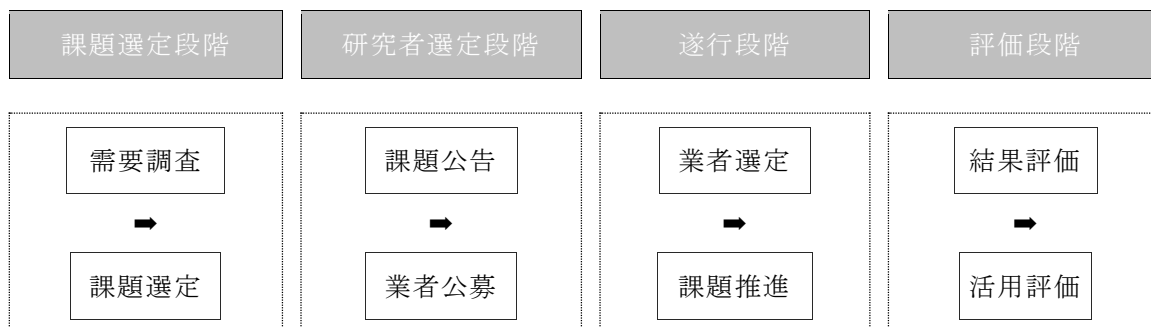 課題選定段階
研究者選定段階
遂行段階
評価段階
需要調査
➡
課題選定
課題公告
➡
業者公募
業者選定
➡
課題推進
結果評価
➡
活用評価